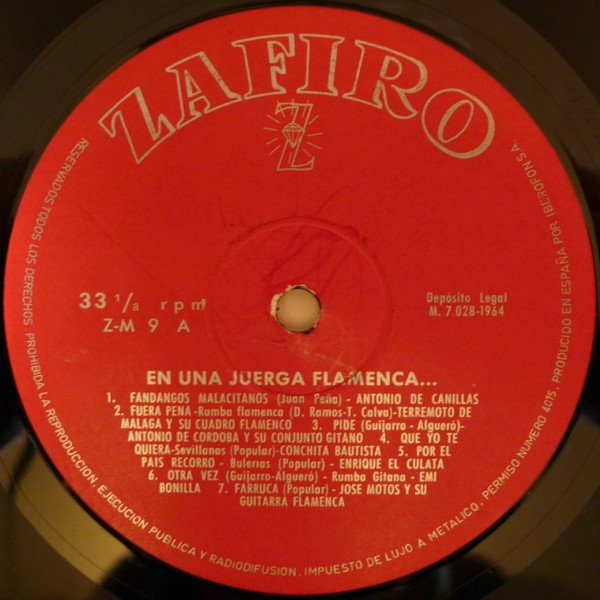 ZAFIRO
Z
33 1/3 rpm
Z-M 9 A
Depósito Legal
M. 7.028-1964
EN UNA JUERGA FLAMENCA...
1. FANDANGOS MALACITANOS (Juan Peña) - ANTONIO DE CANILLAS
2. FUERA PENA-Rumba flamenca (D. Ramos-T. Calva)-TERREMOTO DE
MALAGA Y SU CUADRO FLAMENCO 3. PIDE (Guijarro - Algueró)-
ANTONIO DE CORDOBA Y SU CONJUNTO GITANO 4. QUE YO TE
QUIERA-Sevillanas (Popular)-CONCHITA BAUTISTA 5. POR EL
PAIS RECORRO - Bulerias (Popular) - ENRIQUE EL CULATA
6. OTRA VEZ (Guijarro-Algueró) - Rumba Gitana - EMI
BONILLA 7. FARRUCA (Popular) - JOSE MOTOS Y SU
GUITARRA FLAMENCA
RESERVADOS TODOS LOS DERECHOS. PROHIBIDA LA REPRODUCCION, EJECUCION PUBLICA Y RADIODIFUSION. IMPUESTO DE LUJO A METALICO, PERMISO NUMERO 4015. PRODUCIDO EN ESPAÑA POR IBEROFON S A